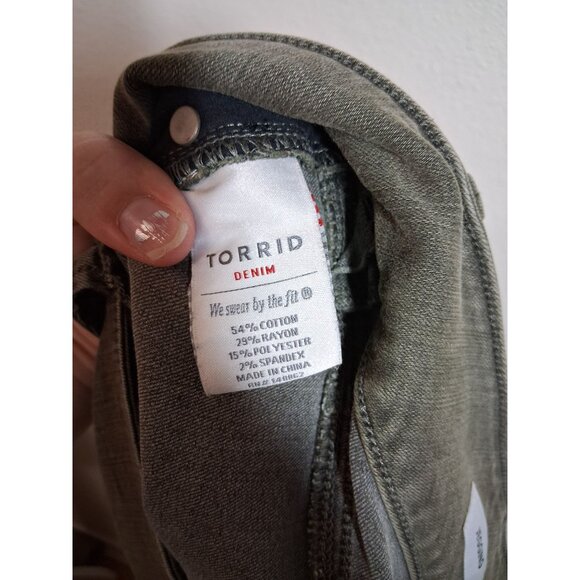 TORRID
DENIM
We swear by the fit ®
54% COTTON
29% RAYON
15% POLYESTER
2% SPANDEX
MADE IN CHINA